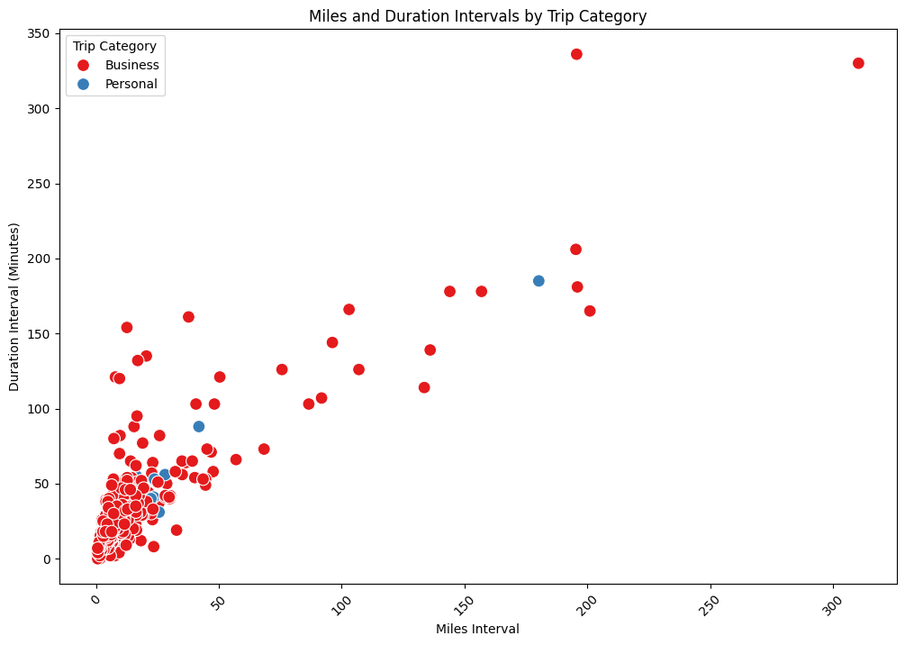 Miles and Duration Intervals by Trip Category
Trip Category
Business
Personal
Duration Interval (Minutes)
350
300
250
200
150
100
50
0
0
50
100
150
200
250
300
Miles Interval